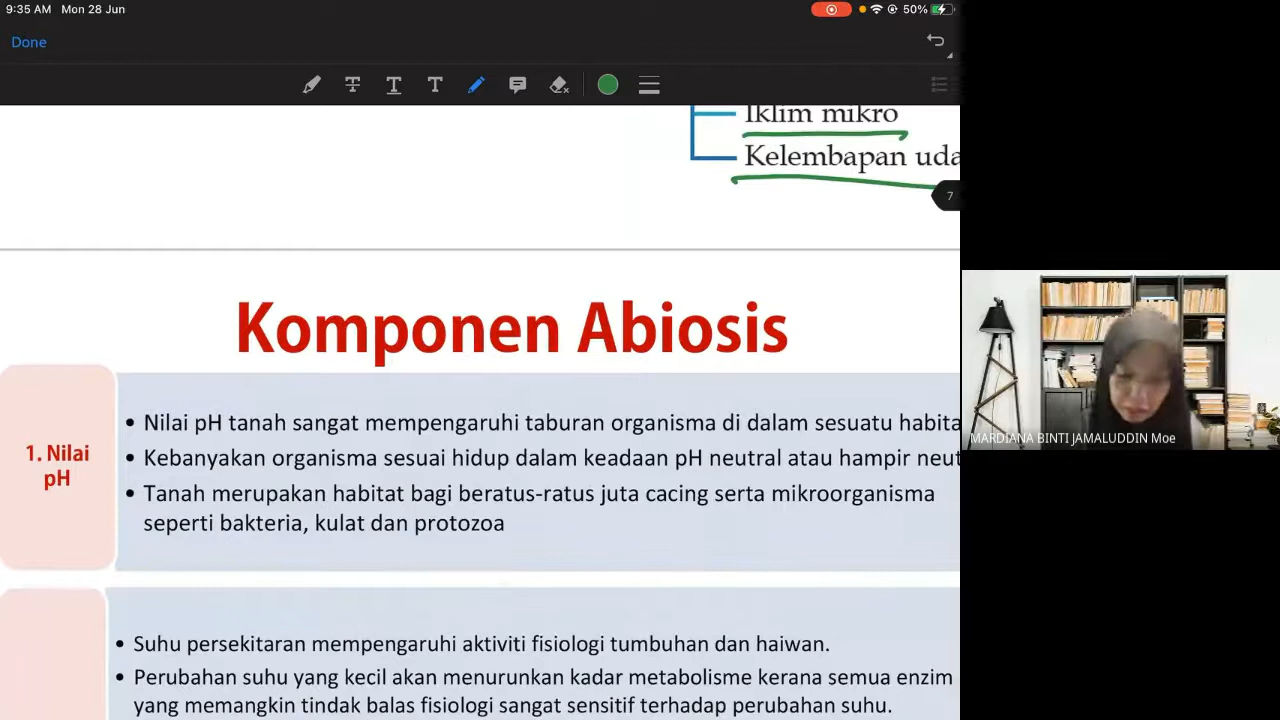 9:35 AM Mon 28 Jun
50%
Done
T T T
Iklim mikro
Kelembapan uda
7
Komponen Abiosis
1. Nilai
pH
• Nilai pH tanah sangat mempengaruhi taburan organisma di dalam sesuatu habita
• Kebanyakan organisma sesuai hidup dalam keadaan pH neutral atau hampir neut
• Tanah merupakan habitat bagi beratus-ratus juta cacing serta mikroorganisma
seperti bakteria, kulat dan protozoa
• Suhu persekitaran mempengaruhi aktiviti fisiologi tumbuhan dan haiwan.
• Perubahan suhu yang kecil akan menurunkan kadar metabolisme kerana semua enzim
yang memangkin tindak balas fisiologi sangat sensitif terhadap perubahan suhu.
MARDIANA BINTI JAMALUDDIN Moe